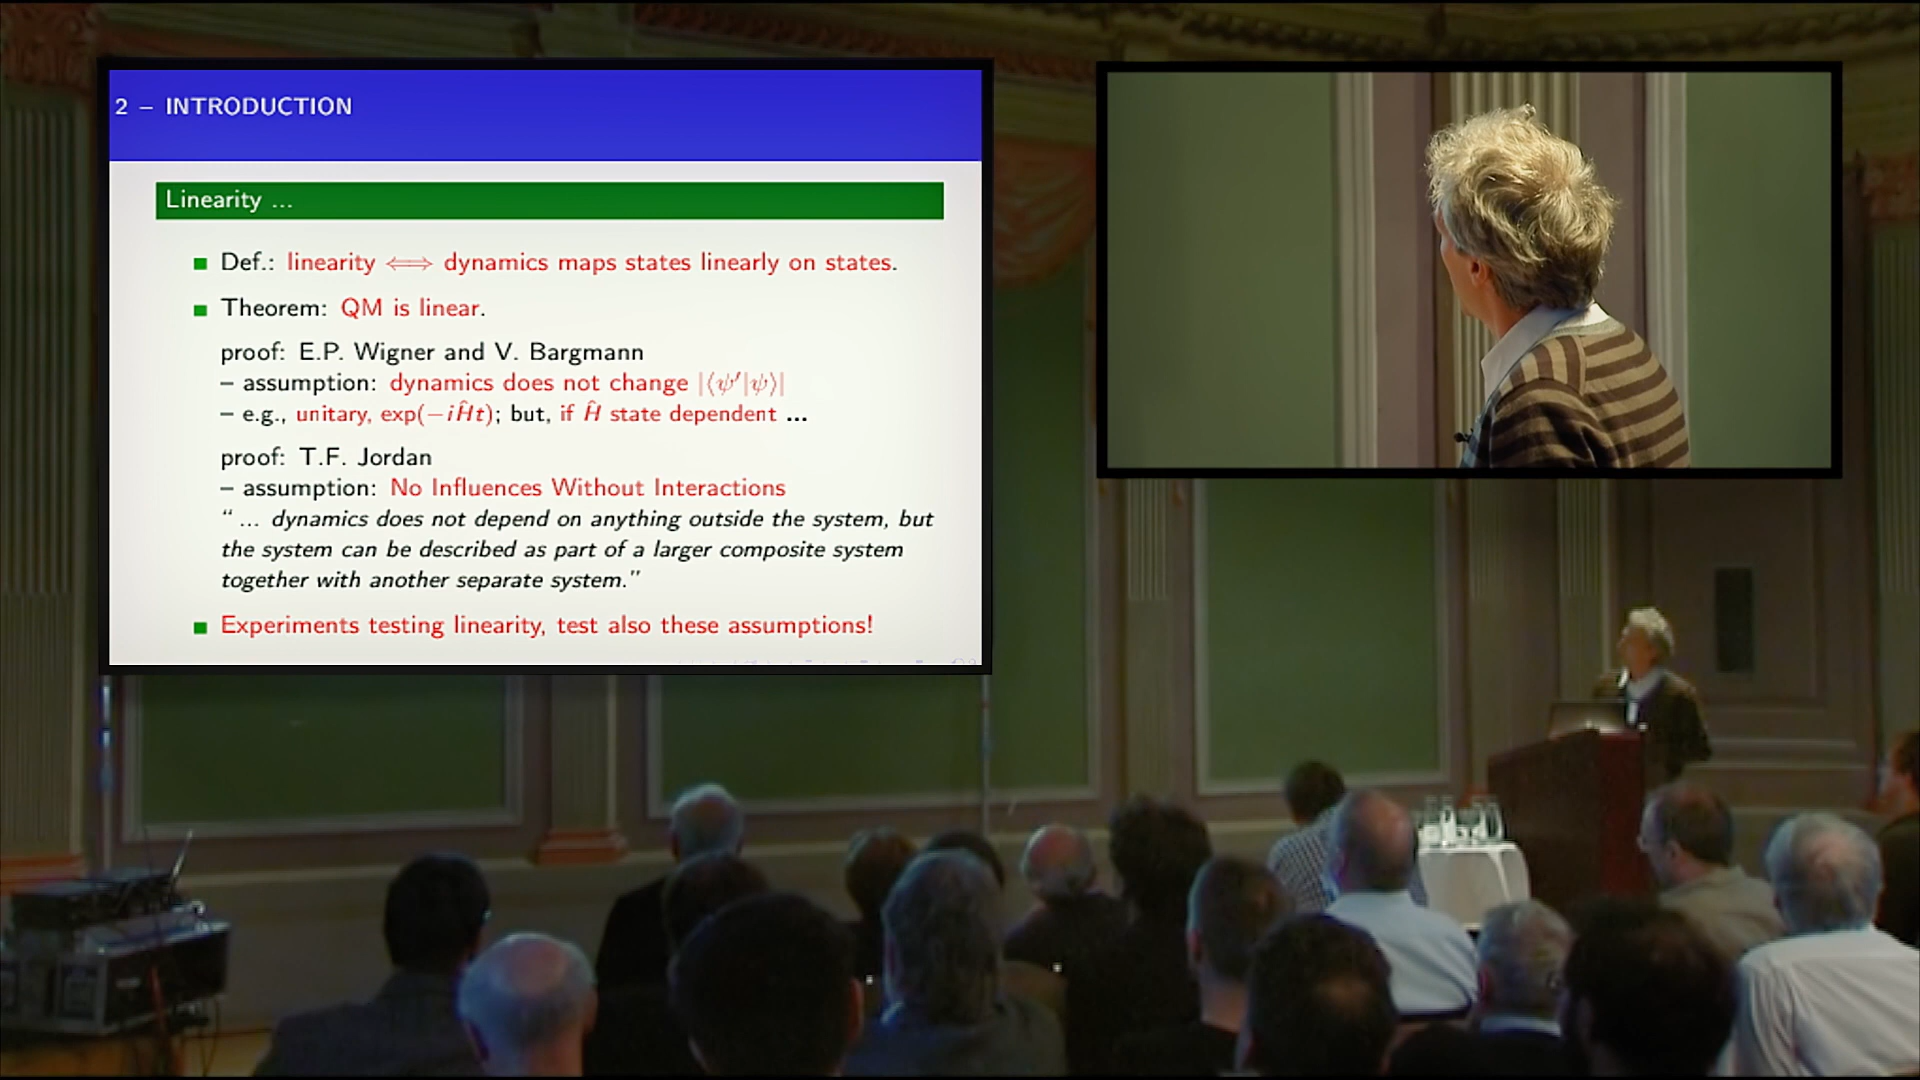 2 – INTRODUCTION
Linearity ...
Def.: linearity ⟺ dynamics maps states linearly on states.
Theorem: QM is linear.
proof: E.P. Wigner and V. Bargmann
– assumption: dynamics does not change |⟨ψ′|ψ⟩|
– e.g., unitary, exp(−iĤt); but, if Ĥ state dependent ...
proof: T.F. Jordan
– assumption: No Influences Without Interactions
“ ... dynamics does not depend on anything outside the system, but
the system can be described as part of a larger composite system
together with another separate system.”
Experiments testing linearity, test also these assumptions!